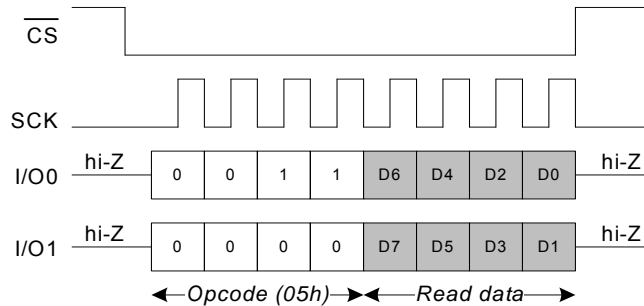 CS
SCK
hi-Z 0 0 1 1 D6 D4 D2 D0 hi-Z
I/O0
hi-Z 0 0 0 0 D7 D5 D3 D1 hi-Z
I/O1
Opcode (05h) Read data